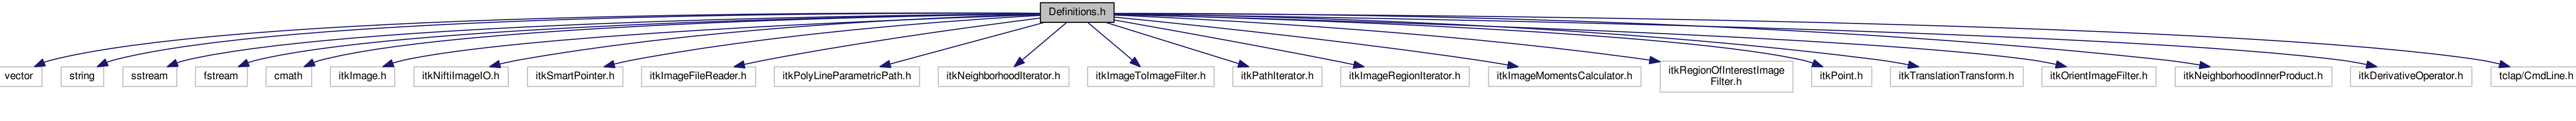 Definitions.h
vector
string
sstream
fstream
cmath
itkImage.h
itkNiftiImageIO.h
itkSmartPointer.h
itkImageFileReader.h
itkPolyLineParametricPath.h
itkNeighborhoodIterator.h
itkImageToImageFilter.h
itkPathIterator.h
itkImageRegionIterator.h
itkImageMomentsCalculator.h
itkRegionOfInterestImage
Filter.h
itkPoint.h
itkTranslationTransform.h
itkOrientImageFilter.h
itkNeighborhoodInnerProduct.h
itkDerivativeOperator.h
tclap/CmdLine.h